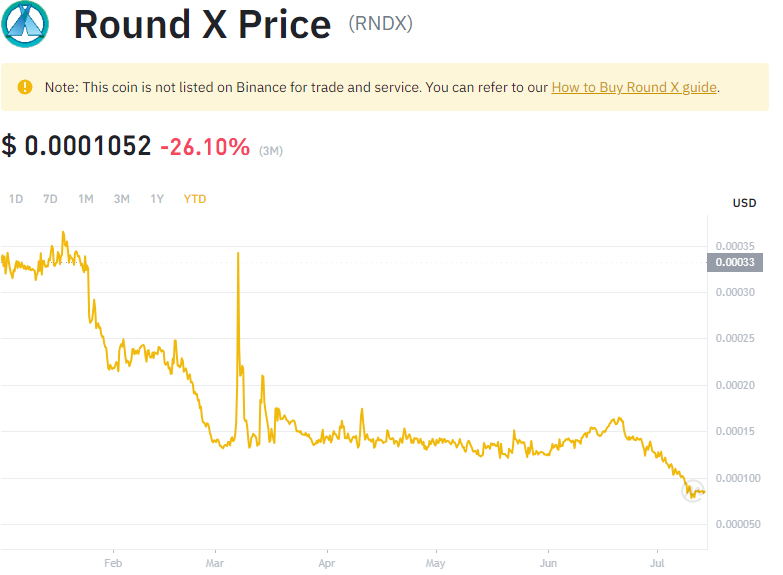 Round X Price (RNDX)
Note: This coin is not listed on Binance for trade and service. You can refer to our How to Buy Round X guide.
$ 0.0001052 -26.10% (3M)
1D 7D 1M 3M 1Y YTD
USD
0.00035
0.00033
0.00030
0.00025
0.00020
0.00015
0.000100
0.000050
Feb Mar Apr May Jun Jul